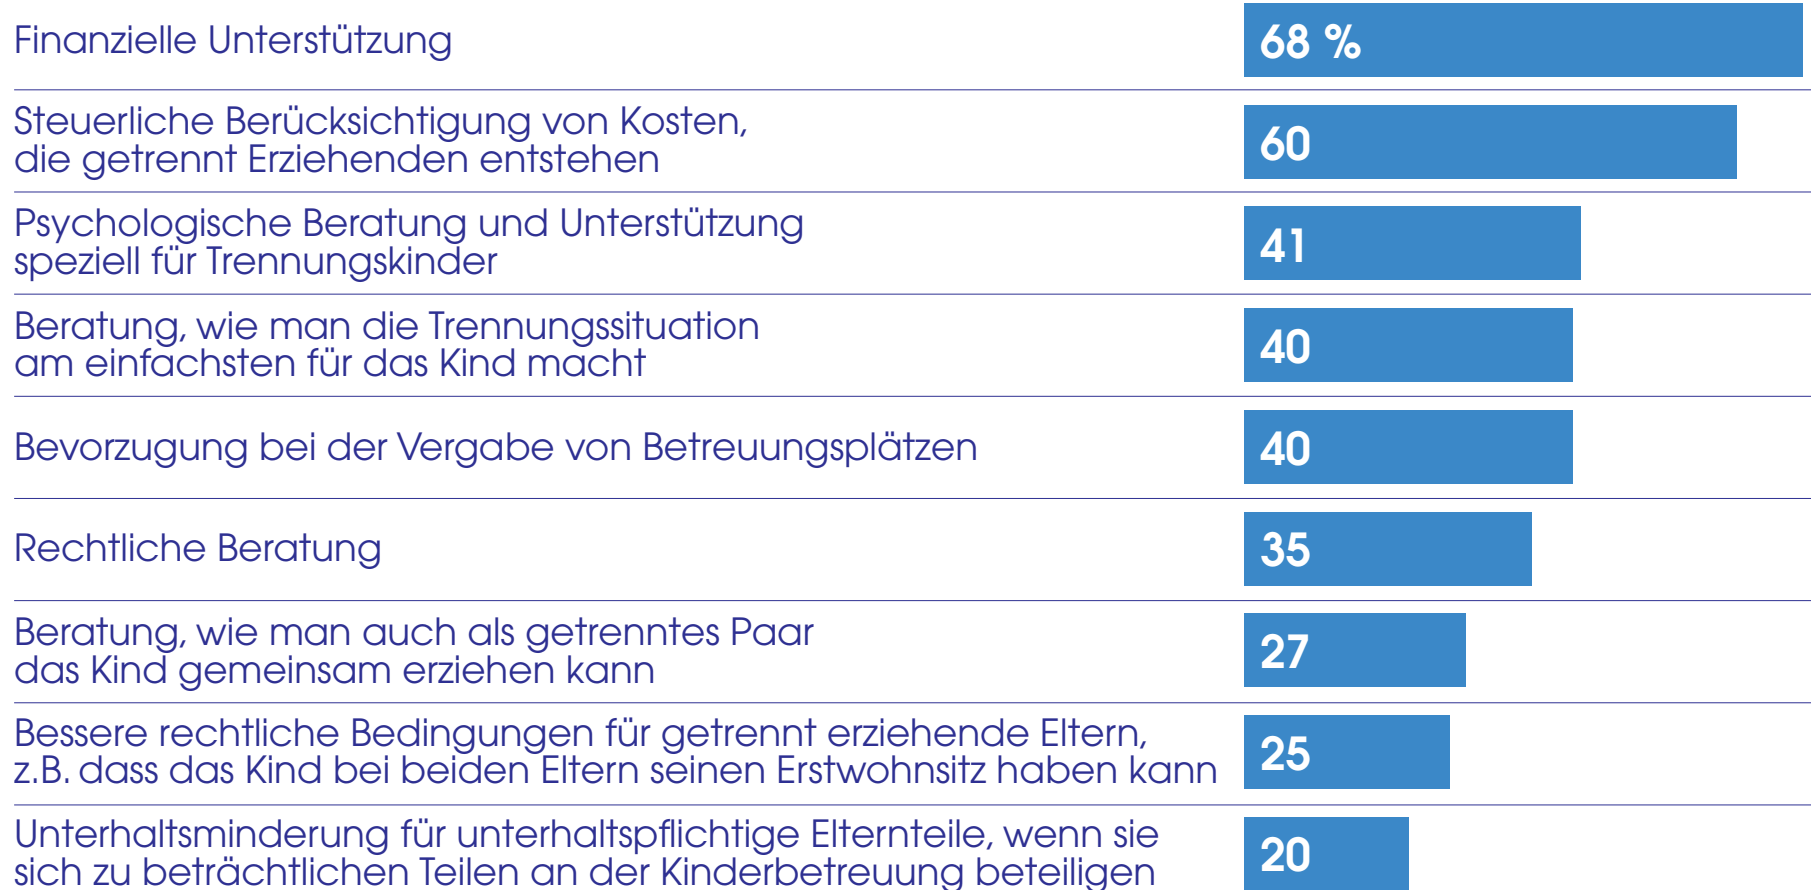 Finanzielle Unterstützung
68 %
Steuerliche Berücksichtigung von Kosten,
die getrennt Erziehenden entstehen
60
Psychologische Beratung und Unterstützung
speziell für Trennungskinder
41
Beratung, wie man die Trennungssituation
am einfachsten für das Kind macht
40
Bevorzugung bei der Vergabe von Betreuungsplätzen
40
Rechtliche Beratung
35
Beratung, wie man auch als getrenntes Paar
das Kind gemeinsam erziehen kann
27
Bessere rechtliche Bedingungen für getrennt erziehende Eltern,
z.B. dass das Kind bei beiden Eltern seinen Erstwohnsitz haben kann
25
Unterhaltsminderung für unterhaltspflichtige Elternteile, wenn sie
sich zu beträchtlichen Teilen an der Kinderbetreuung beteiligen
20